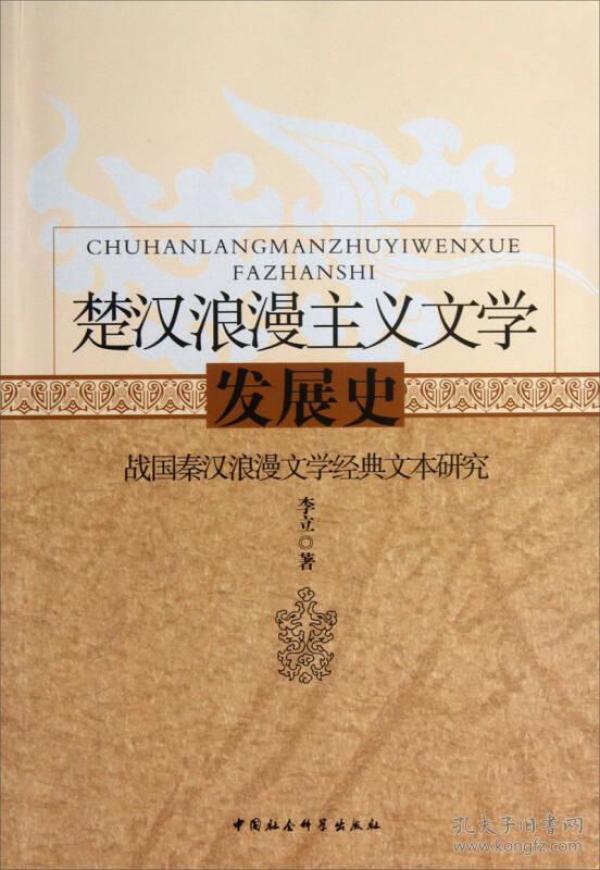 CHUHANLANGMANZHUYIWENXUE
FAZHANSHI
楚汉浪漫主义文学
发展史
战国秦汉浪漫文学经典文本研究
李立◎著
中国社会科学出版社
孔夫子旧书网
www.kongfz.com